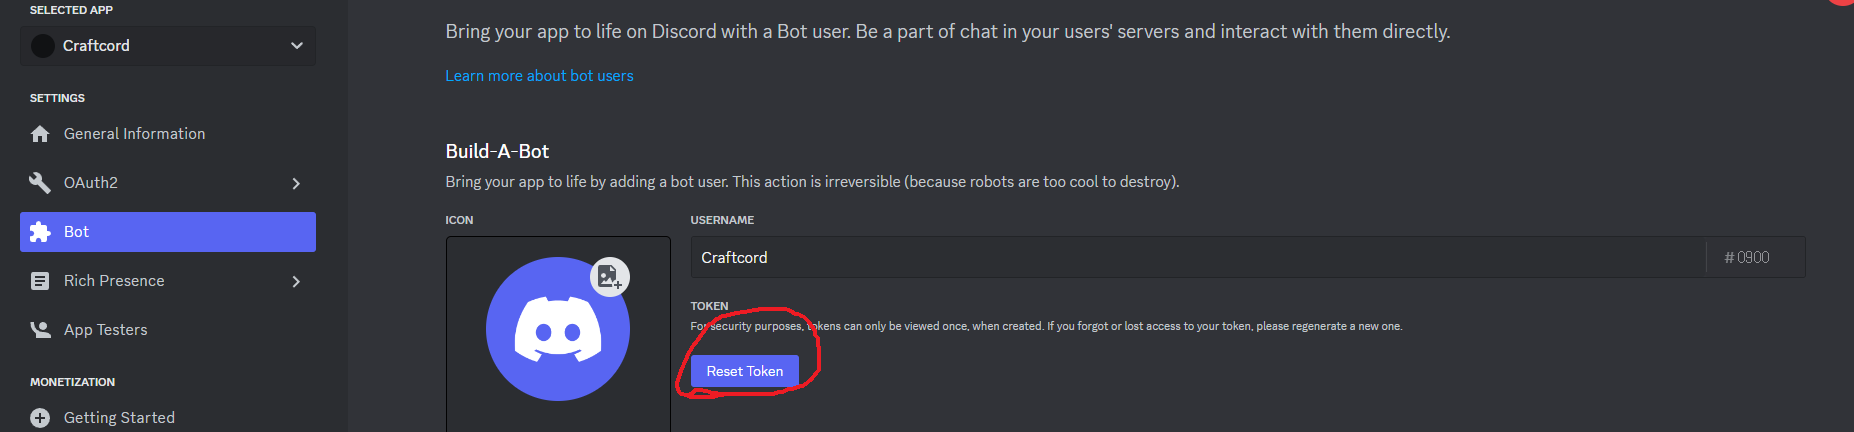 SELECTED APP
Craftcord
SETTINGS
General Information
OAuth2
Bot
Rich Presence
App Testers
MONETIZATION
Getting Started
Bring your app to life on Discord with a Bot user. Be a part of chat in your users' servers and interact with them directly.
Learn more about bot users
Build-A-Bot
Bring your app to life by adding a bot user. This action is irreversible (because robots are too cool to destroy).
ICON
USERNAME
Craftcord
#0900
TOKEN
For security purposes, tokens can only be viewed once, when created. If you forgot or lost access to your token, please regenerate a new one.
Reset Token